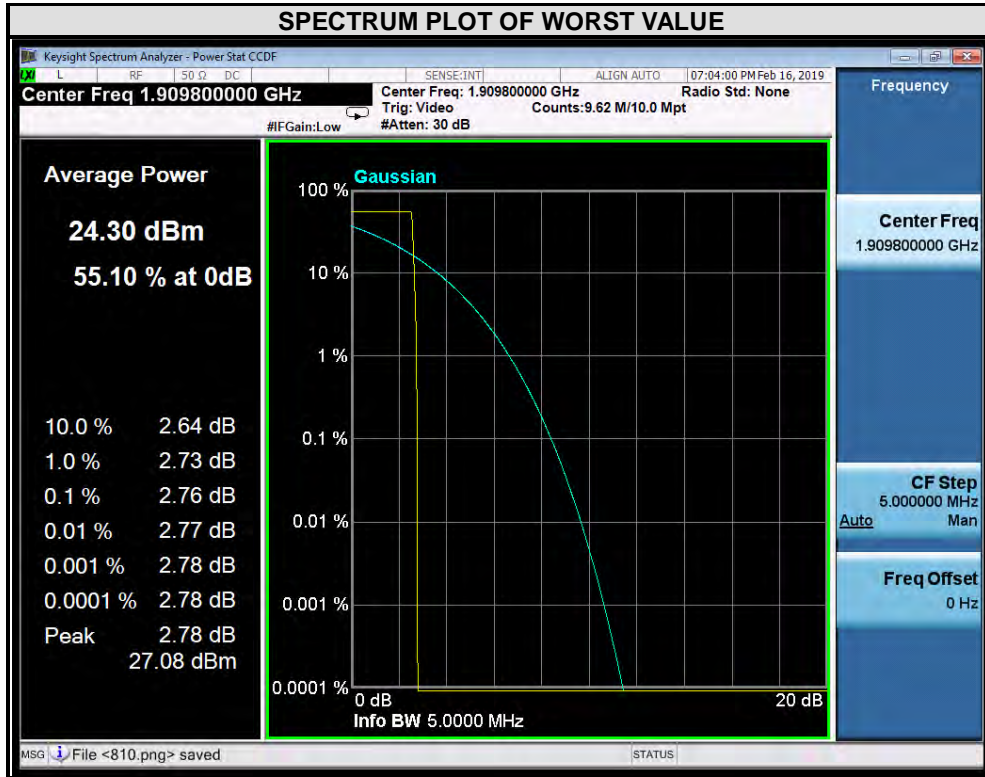 SPECTRUM PLOT OF WORST VALUE
Keysight Spectrum Analyzer - Power Stat CCDF
LXI L RF 50 Ω DC SENSE:INT ALIGN AUTO 07:04:00 PM Feb 16, 2019
Center Freq 1.909800000 GHz
Center Freq: 1.909800000 GHz Radio Std: None
Trig: Video Counts:9.62 M/10.0 Mpt
#IFGain:Low #Atten: 30 dB
Average Power
24.30 dBm
55.10 % at 0dB
10.0 % 2.64 dB
1.0 % 2.73 dB
0.1 % 2.76 dB
0.01 % 2.77 dB
0.001 % 2.78 dB
0.0001 % 2.78 dB
Peak 2.78 dB
27.08 dBm
Gaussian
100 %
10 %
1 %
0.1 %
0.01 %
0.001 %
0.0001 %
0 dB 20 dB
Info BW 5.0000 MHz
Frequency
Center Freq
1.909800000 GHz
CF Step
5.000000 MHz
Auto Man
Freq Offset
0 Hz
MSG File <810.png> saved STATUS